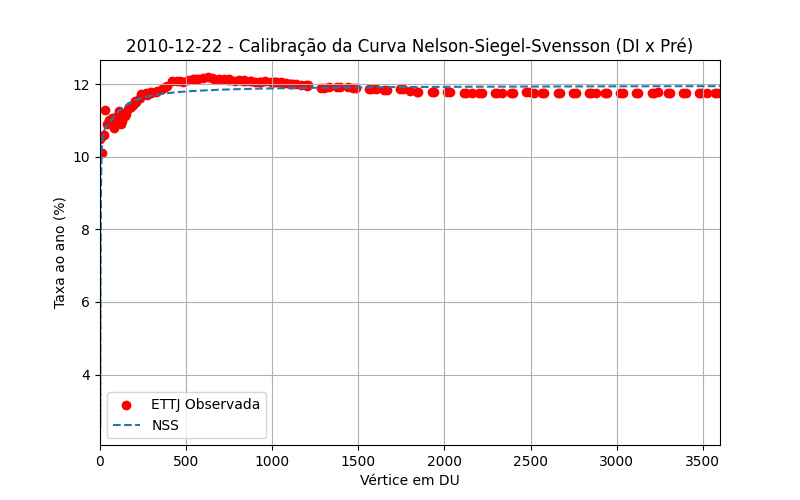 2010-12-22 - Calibração da Curva Nelson-Siegel-Svensson (DI x Pré)
Taxa ao ano (%)
12
10
8
6
4
ETTJ Observada
NSS
0 500 1000 1500 2000 2500 3000 3500
Vértice em DU